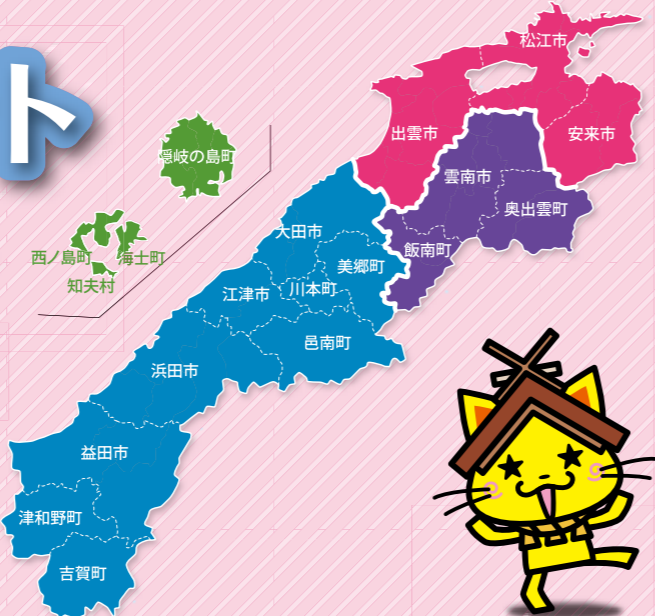 ト
松江市
出雲市
安来市
隠岐の島町
雲南市
奥出雲町
大田市
飯南町
西ノ島町
海士町
美郷町
知夫村
江津市
川本町
邑南町
浜田市
益田市
津和野町
吉賀町